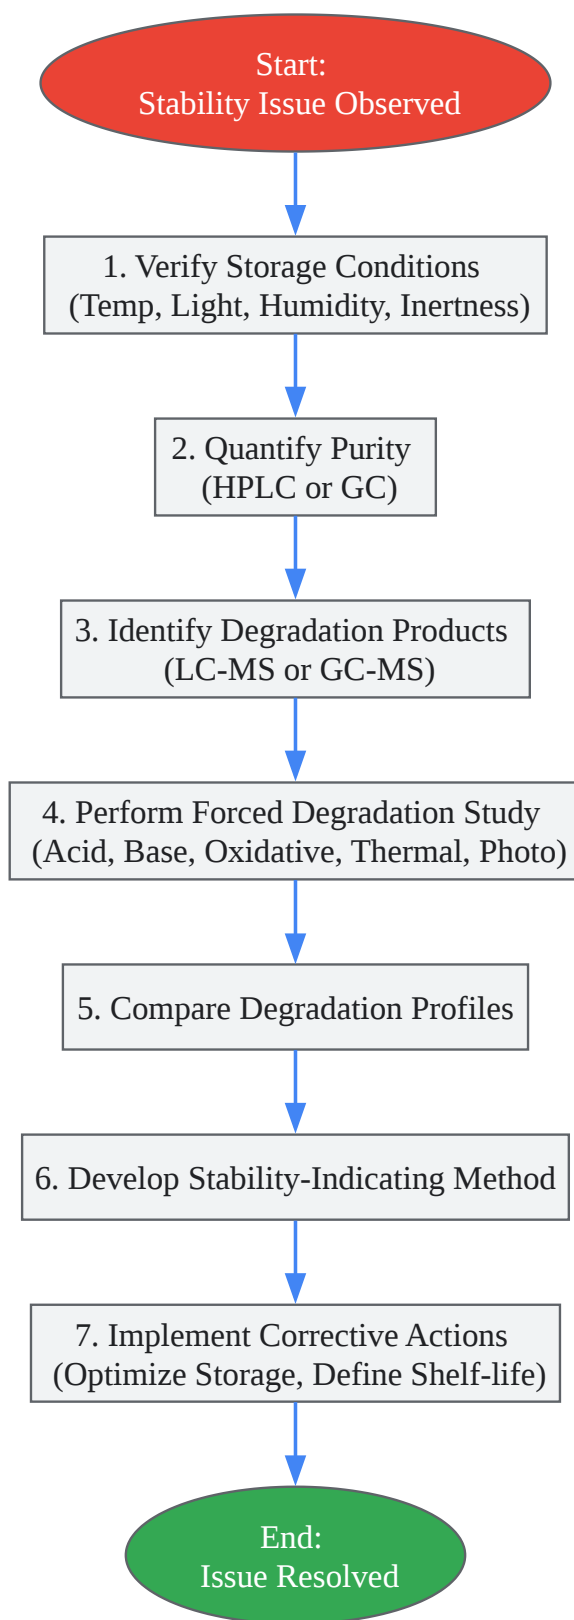 Start:
Stability Issue Observed
1. Verify Storage Conditions
(Temp, Light, Humidity, Inertness)
2. Quantify Purity
(HPLC or GC)
3. Identify Degradation Products
(LC-MS or GC-MS)
4. Perform Forced Degradation Study
(Acid, Base, Oxidative, Thermal, Photo)
5. Compare Degradation Profiles
6. Develop Stability-Indicating Method
7. Implement Corrective Actions
(Optimize Storage, Define Shelf-life)
End:
Issue Resolved